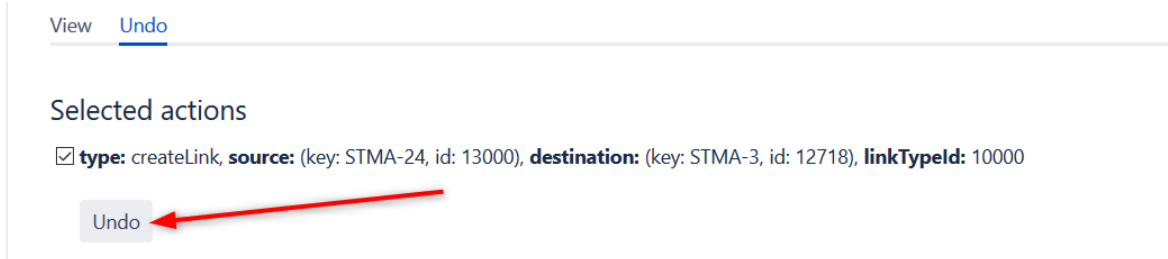 View Undo
Selected actions
type: createLink, source: (key: STMA-24, id: 13000), destination: (key: STMA-3, id: 12718), linkTypeId: 10000
Undo